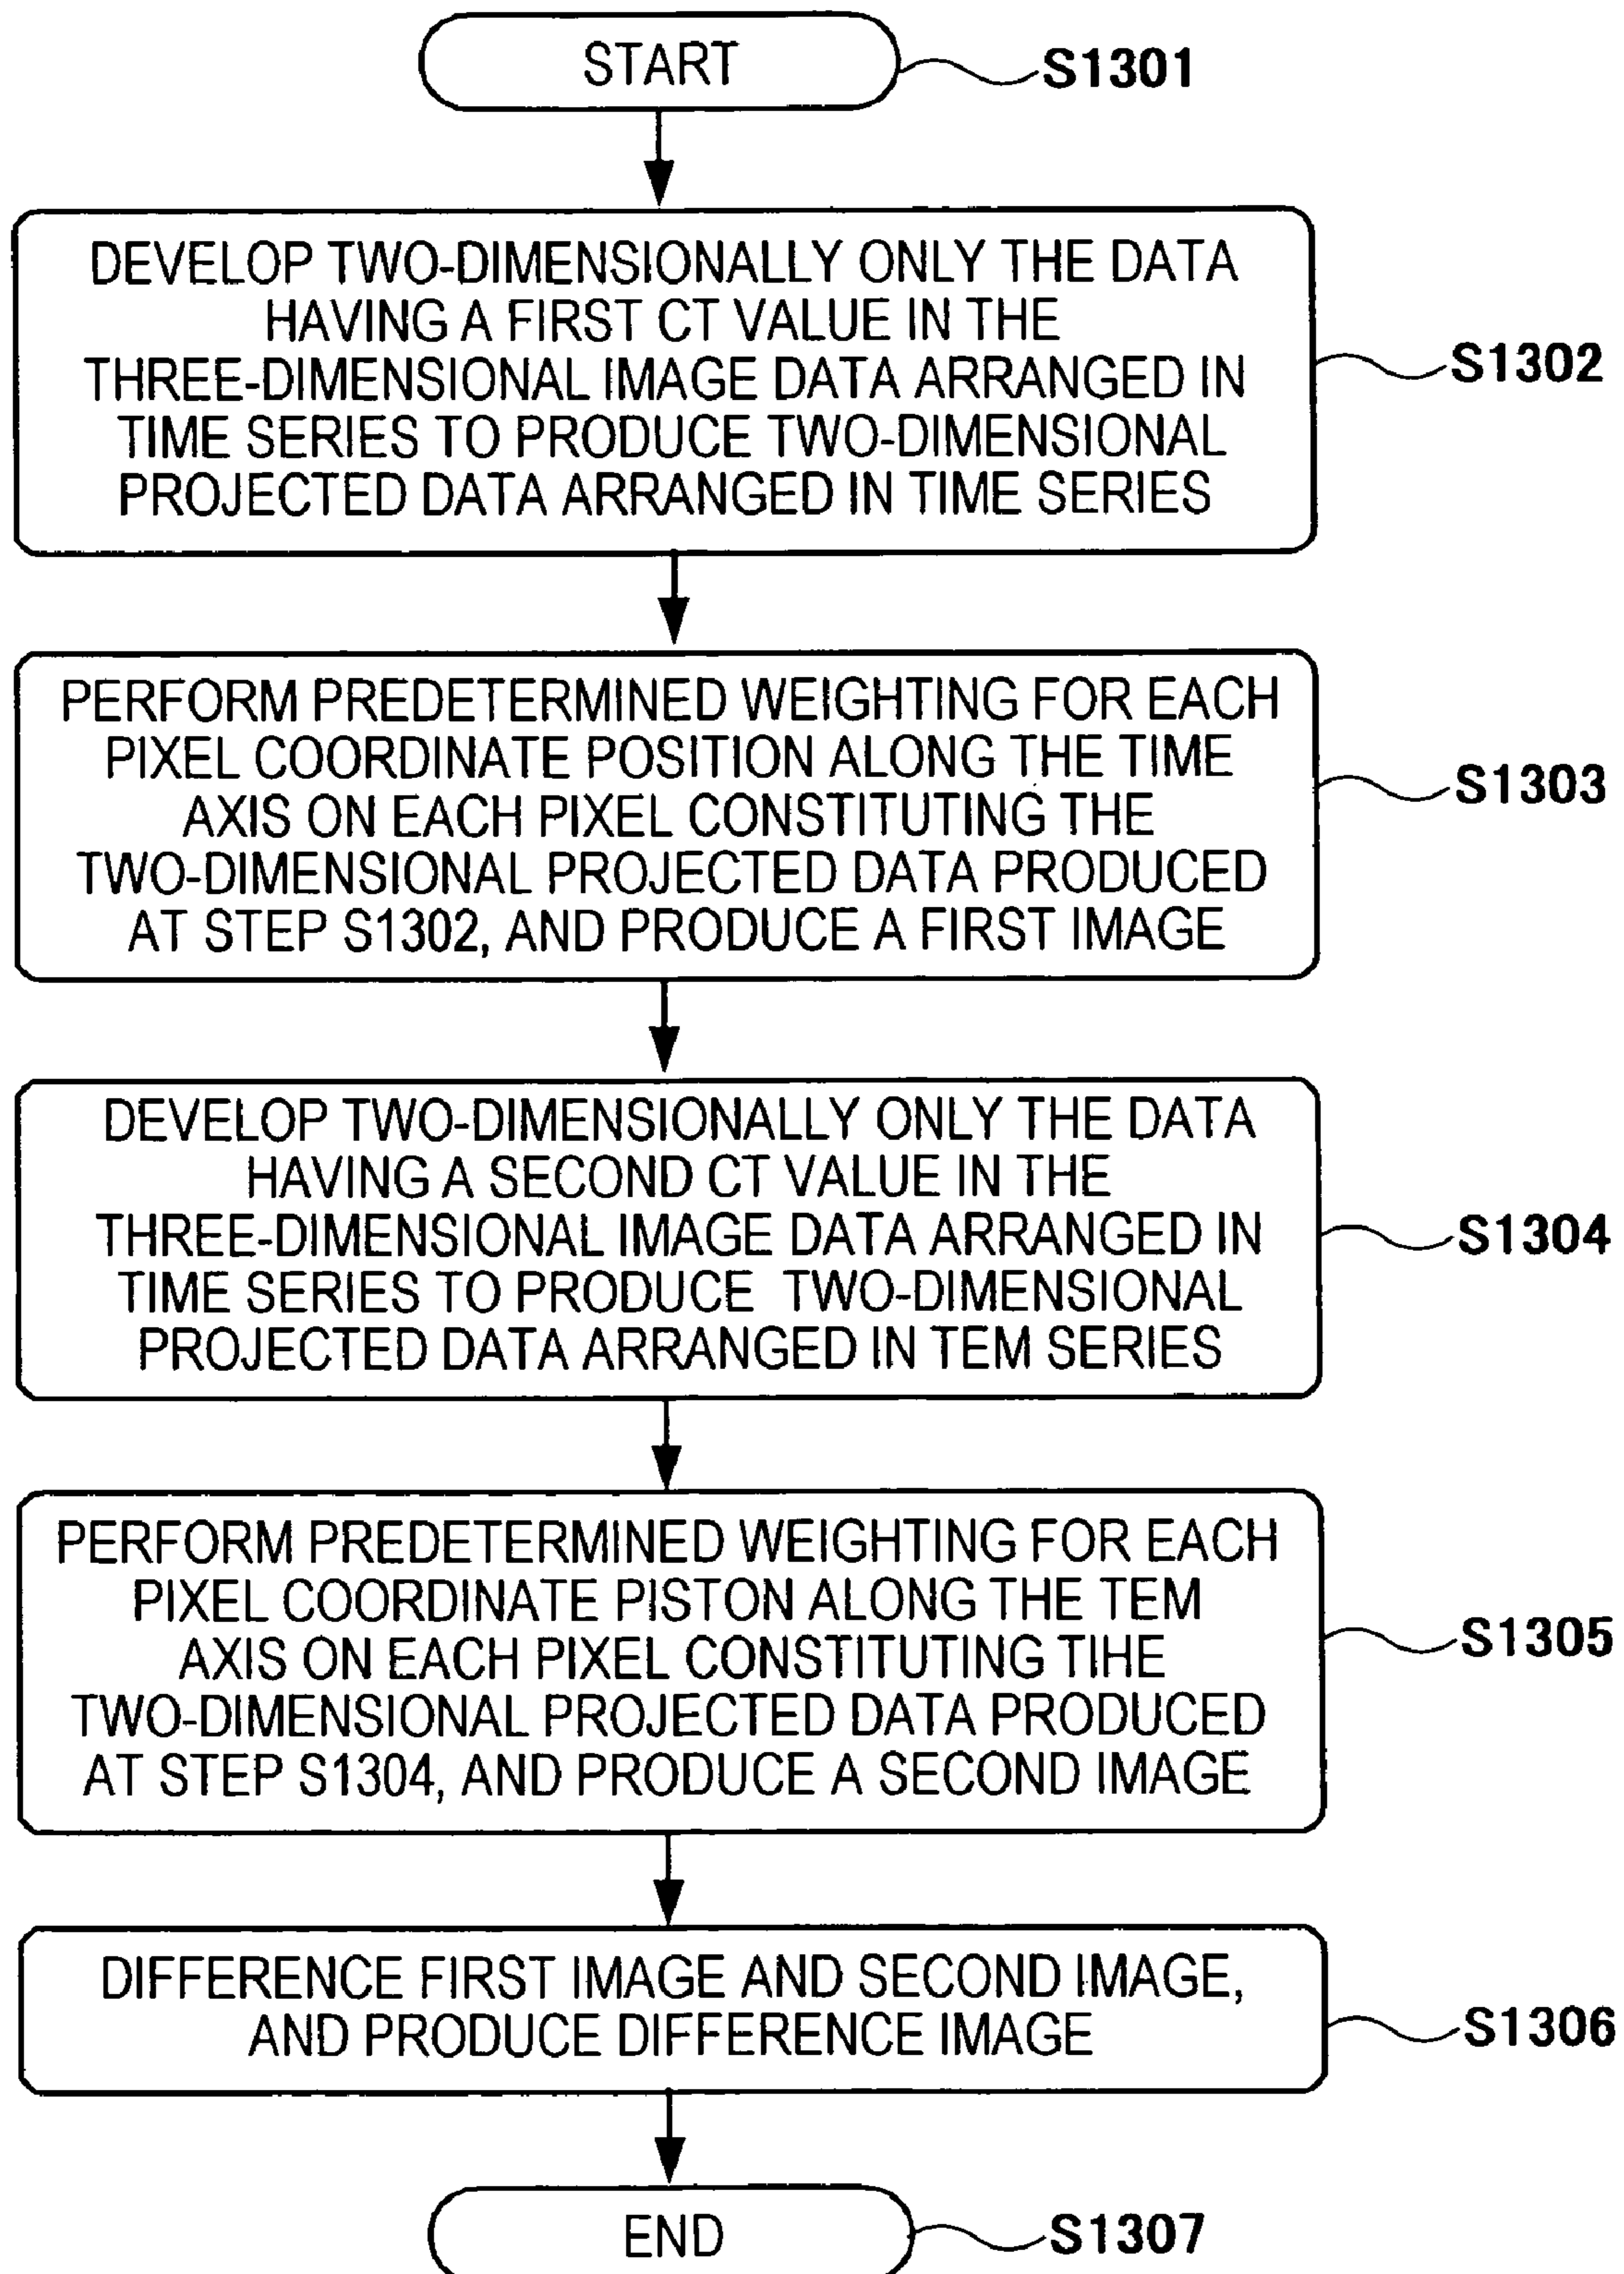 START
S1301
DEVELOP TWO-DIMENSIONALLY ONLY THE DATA
HAVING A FIRST CT VALUE IN THE
THREE-DIMENSIONAL IMAGE DATA ARRANGED IN
TIME SERIES TO PRODUCE TWO-DIMENSIONAL
PROJECTED DATA ARRANGED IN TIME SERIES
S1302
PERFORM PREDETERMINED WEIGHTING FOR EACH
PIXEL COORDINATE POSITION ALONG THE TIME
AXIS ON EACH PIXEL CONSTITUTING THE
TWO-DIMENSIONAL PROJECTED DATA PRODUCED
AT STEP S1302, AND PRODUCE A FIRST IMAGE
S1303
DEVELOP TWO-DIMENSIONALLY ONLY THE DATA
HAVING A SECOND CT VALUE IN THE
THREE-DIMENSIONAL IMAGE DATA ARRANGED IN
TIME SERIES TO PRODUCE TWO-DIMENSIONAL
PROJECTED DATA ARRANGED IN TEM SERIES
S1304
PERFORM PREDETERMINED WEIGHTING FOR EACH
PIXEL COORDINATE PISTON ALONG THE TEM
AXIS ON EACH PIXEL CONSTITUTING TIHE
TWO-DIMENSIONAL PROJECTED DATA PRODUCED
AT STEP S1304, AND PRODUCE A SECOND IMAGE
S1305
DIFFERENCE FIRST IMAGE AND SECOND IMAGE,
AND PRODUCE DIFFERENCE IMAGE
S1306
END
S1307